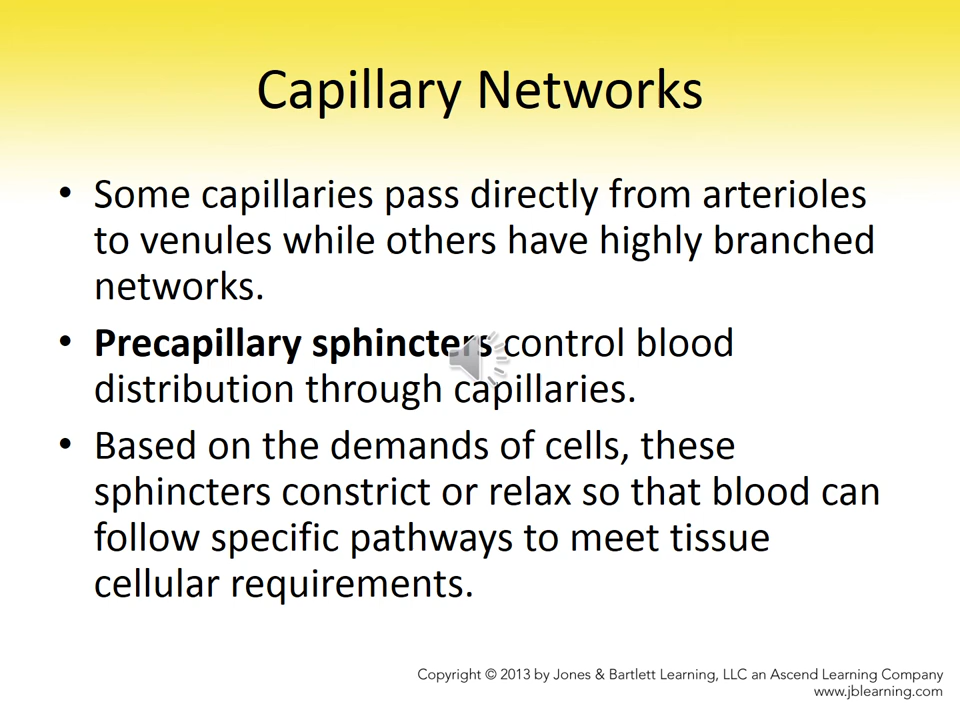 Capillary Networks
• Some capillaries pass directly from arterioles
to venules while others have highly branched
networks.
• Precapillary sphincters control blood
distribution through capillaries.
• Based on the demands of cells, these
sphincters constrict or relax so that blood can
follow specific pathways to meet tissue
cellular requirements.
Copyright © 2013 by Jones & Bartlett Learning, LLC an Ascend Learning Company
www.jblearning.com